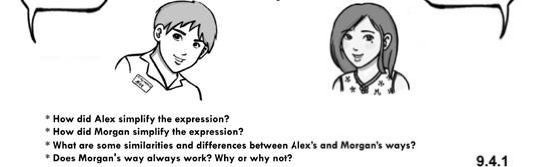 * How did Alex simplify the expression?
* How did Morgan simplify the expression?
* What are some similarities and differences between Alex's and Morgan's ways?
* Does Morgan's way always work? Why or why not?
9.4.1